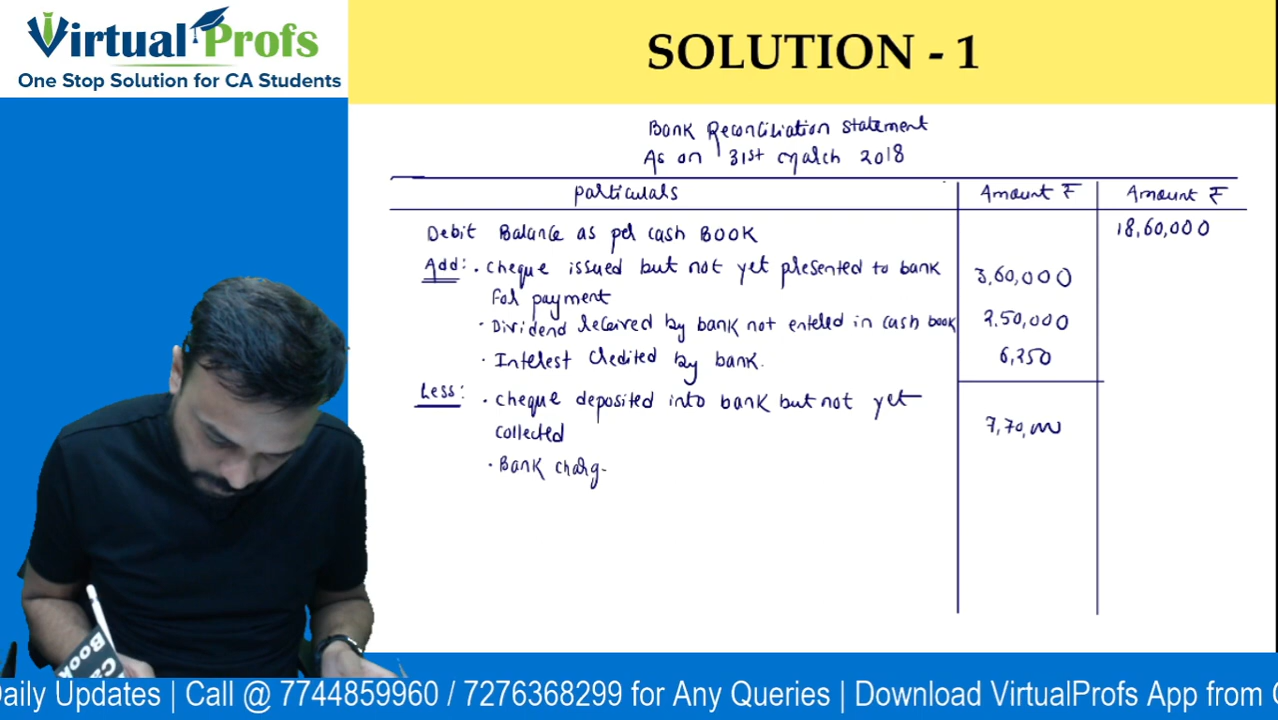 Virtual Profs
One Stop Solution for CA Students
SOLUTION - 1
Bank Reconciliation Statement
As on 31st March 2018
Particulars Amount ₹ Amount ₹
Debit Balance as per cash BOOK 18,60,000
Add: · Cheque issued but not yet presented to bank 3,60,000
for payment
· Dividend received by bank not entered in cash book 2,50,000
· Interest credited by bank. 6,250
Less: · Cheque deposited into bank but not yet
collected 7,70,000
· Bank charg
Book
Daily Updates | Call @ 7744859960 / 7276368299 for Any Queries | Download VirtualProfs App from